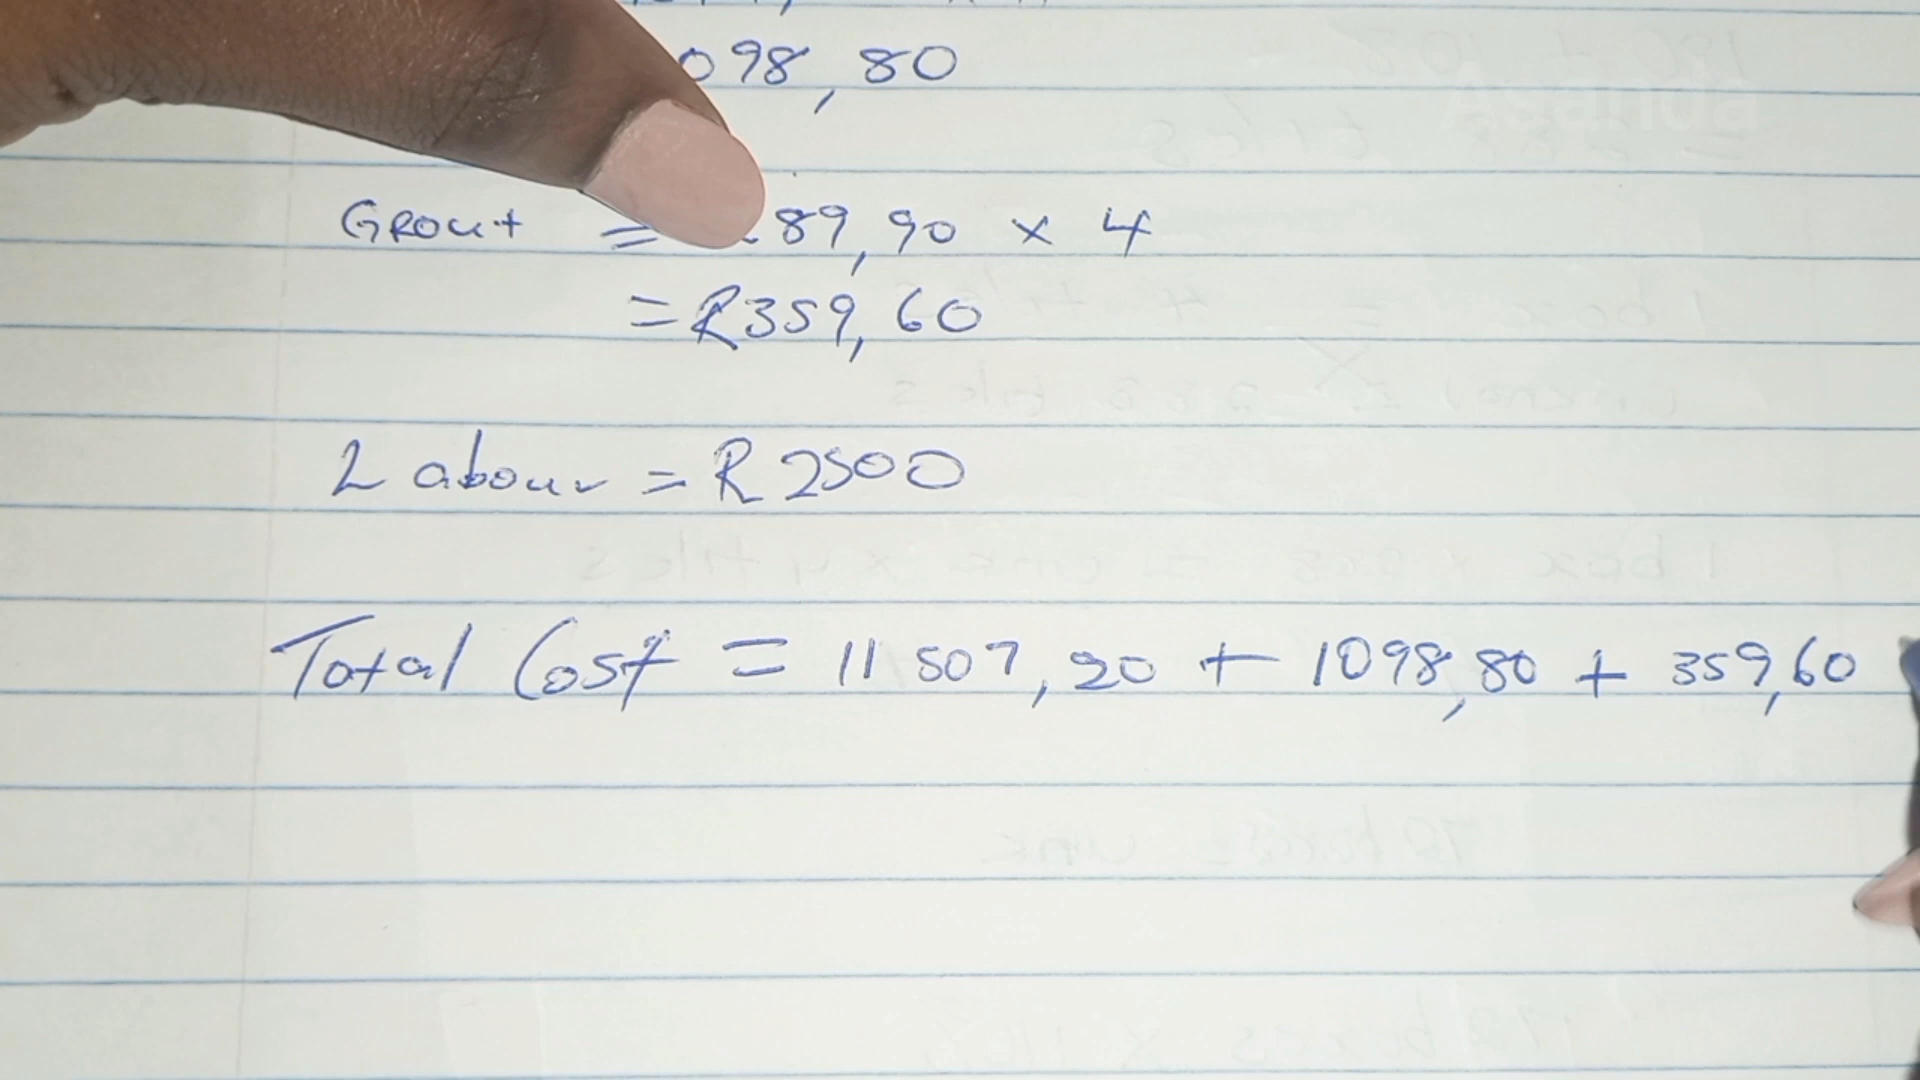 098,80
Asanda
Grout = 89,90 x 4
= R359,60
Labour = R2500
Total Cost = 11 507,20 + 1098,80 + 359,60